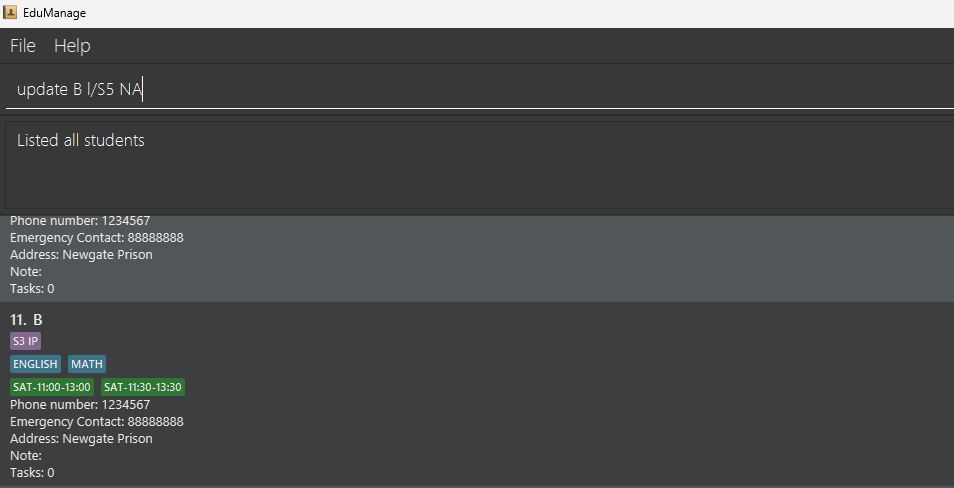 EduManage
File Help
update B l/S5 NA
Listed all students
Phone number: 1234567
Emergency Contact: 88888888
Address: Newgate Prison
Note:
Tasks: 0
11. B
S3 IP
ENGLISH MATH
SAT-11:00-13:00 SAT-11:30-13:30
Phone number: 1234567
Emergency Contact: 88888888
Address: Newgate Prison
Note:
Tasks: 0